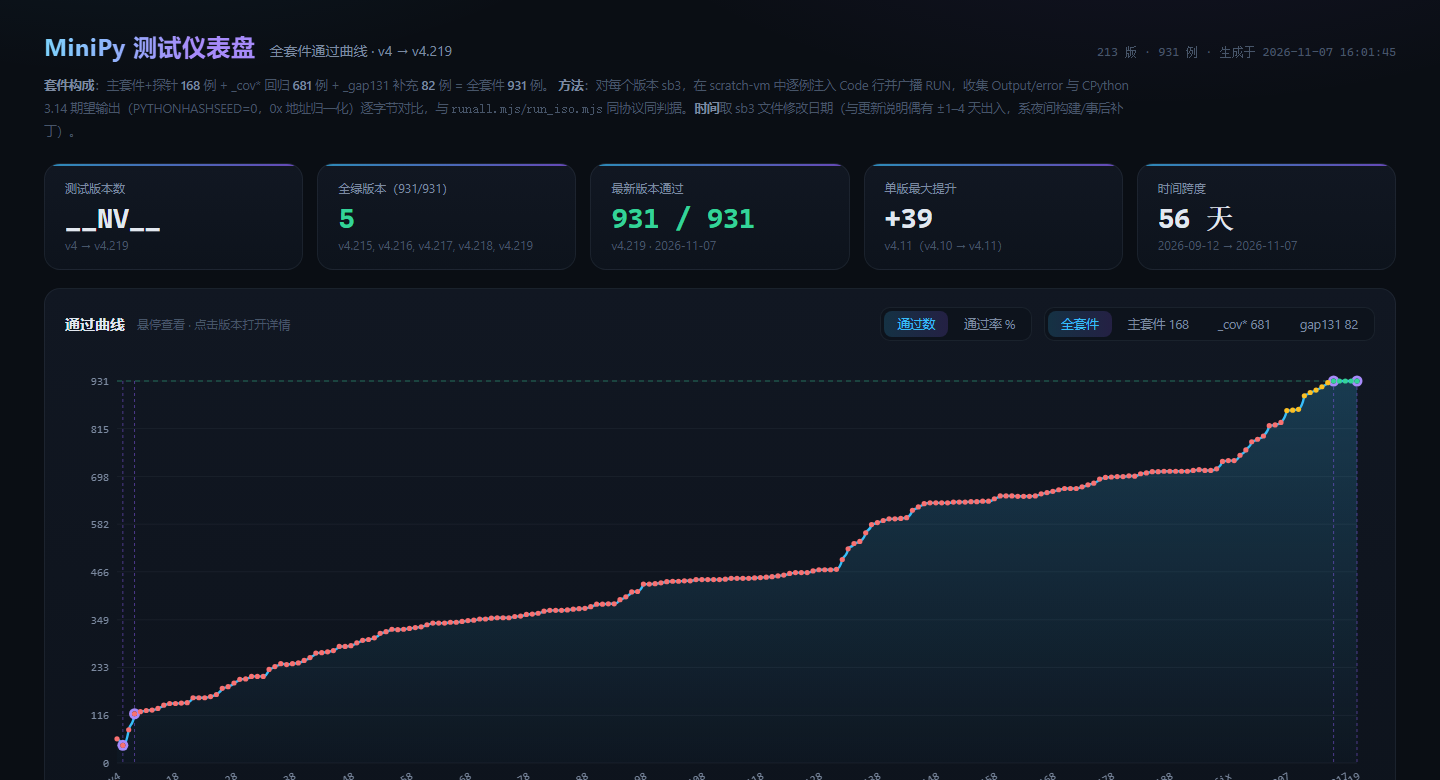 MiniPy 测试仪表盘 全套件通过曲线 · v4 → v4.219
213 版 · 931 例 · 生成于 2026-11-07 16:01:45
套件构成：主套件+探针 168 例 + _cov* 回归 681 例 + _gap131 补充 82 例 = 全套件 931 例。 方法：对每个版本 sb3，在 scratch-vm 中逐例注入 Code 行并广播 RUN，收集 Output/error 与 CPython
3.14 期望输出（PYTHONHASHSEED=0，0x 地址归一化）逐字节对比，与 runall.mjs/run_iso.mjs 同协议同判据。时间取 sb3 文件修改日期（与更新说明偶有 ±1–4 天出入，系夜间构建/事后补
丁）。
测试版本数
__NV__
v4 → v4.219
全绿版本（931/931）
5
v4.215, v4.216, v4.217, v4.218, v4.219
最新版本通过
931 / 931
v4.219 · 2026-11-07
单版最大提升
+39
v4.11（v4.10 → v4.11）
时间跨度
56 天
2026-09-12 → 2026-11-07
通过曲线 悬停查看 · 点击版本打开详情
通过数 通过率 % 全套件 主套件 168 _cov* 681 gap131 82
931
815
698
582
466
349
233
116
0